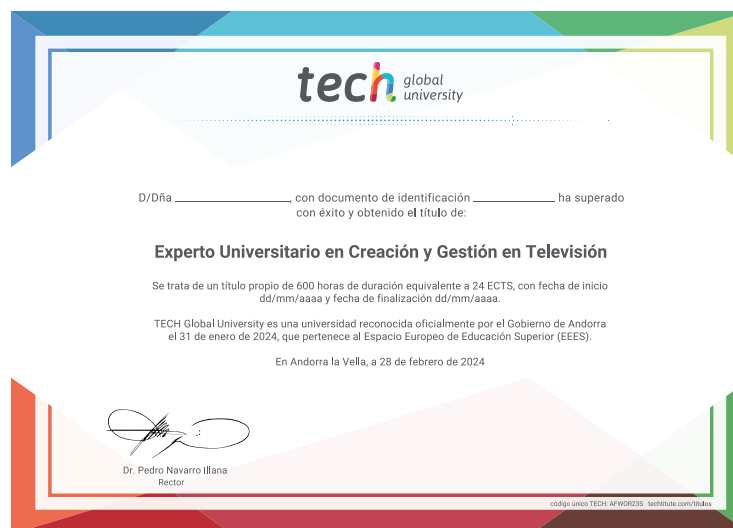 tech global university
D/Dña ____________, con documento de identificación ____________ ha superado
con éxito y obtenido el título de:
Experto Universitario en Creación y Gestión en Televisión
Se trata de un título propio de 600 horas de duración equivalente a 24 ECTS, con fecha de inicio
dd/mm/aaaa y fecha de finalización dd/mm/aaaa.
TECH Global University es una universidad reconocida oficialmente por el Gobierno de Andorra
el 31 de enero de 2024, que pertenece al Espacio Europeo de Educación Superior (EEES).
En Andorra la Vella, a 28 de febrero de 2024
Dr. Pedro Navarro Illana
Rector
código único TECH: AFWOR23S techtitute.com/titulos